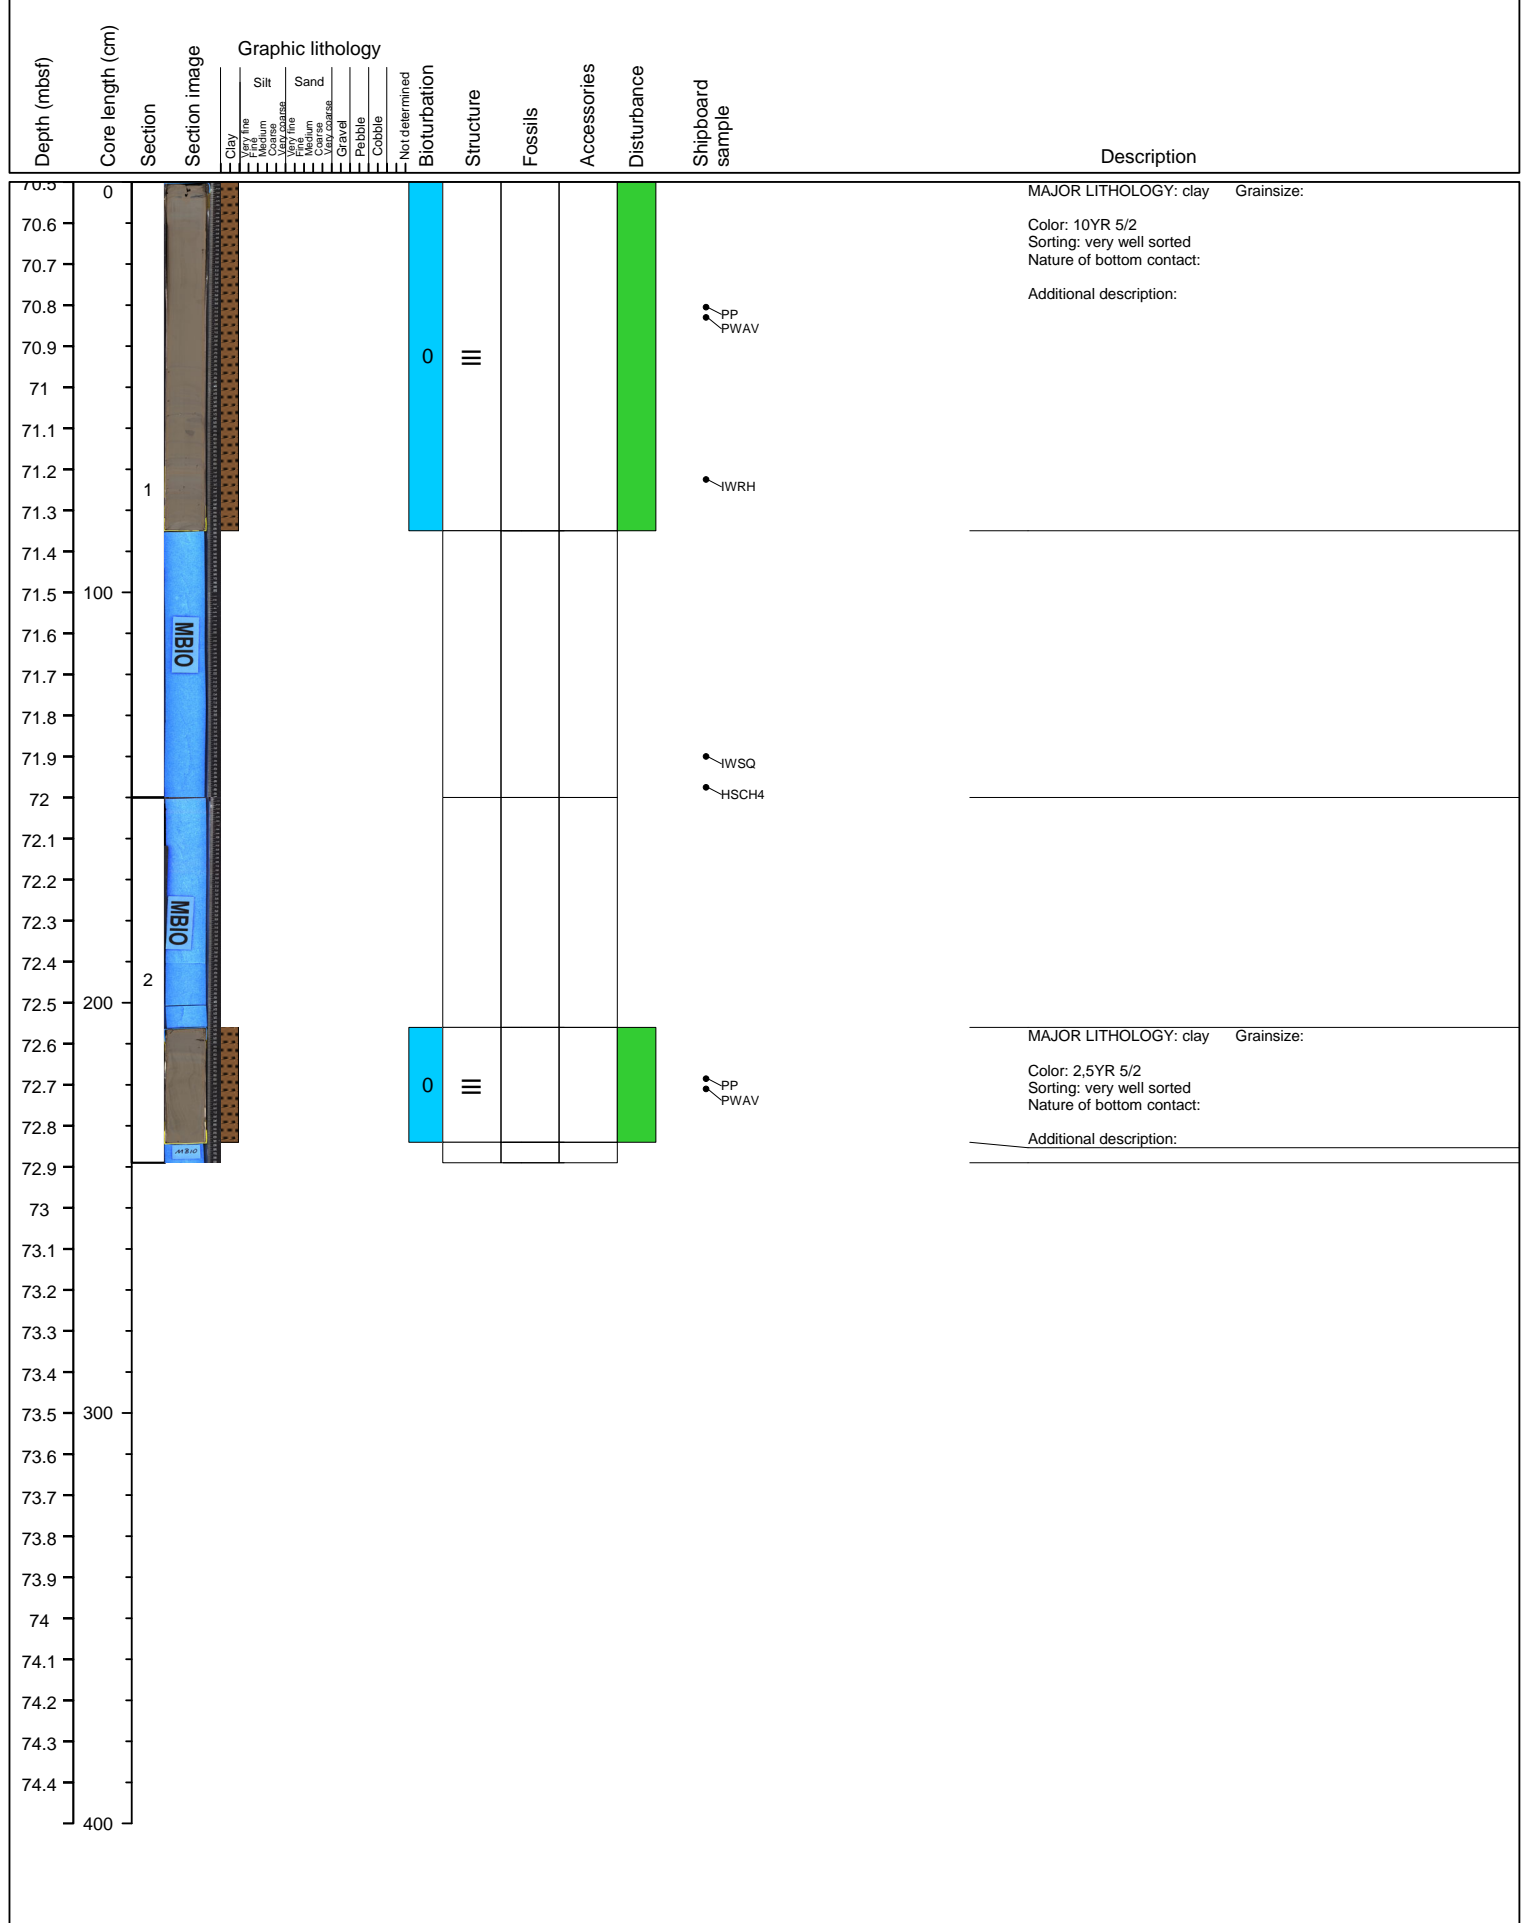 Depth (mbsf)
Core length (cm)
Section
Section image
Graphic lithology
Clay
Silt
Very fine
Fine
Medium
Coarse
Very coarse
Sand
Very fine
Fine
Medium
Coarse
Very coarse
Gravel
Pebble
Cobble
Not determined
Bioturbation
Structure
Fossils
Accessories
Disturbance
Shipboard
sample
Description
70.5
70.6
70.7
70.8
70.9
71
71.1
71.2
71.3
71.4
71.5
71.6
71.7
71.8
71.9
72
72.1
72.2
72.3
72.4
72.5
72.6
72.7
72.8
72.9
73
73.1
73.2
73.3
73.4
73.5
73.6
73.7
73.8
73.9
74
74.1
74.2
74.3
74.4
0
100
200
300
400
1
2
MBIO
MBIO
MBIO
0
0
PP
PWAV
IWRH
IWSQ
HSCH4
PP
PWAV
MAJOR LITHOLOGY: clay Grainsize:
Color: 10YR 5/2
Sorting: very well sorted
Nature of bottom contact:
Additional description:
MAJOR LITHOLOGY: clay Grainsize:
Color: 2,5YR 5/2
Sorting: very well sorted
Nature of bottom contact:
Additional description: